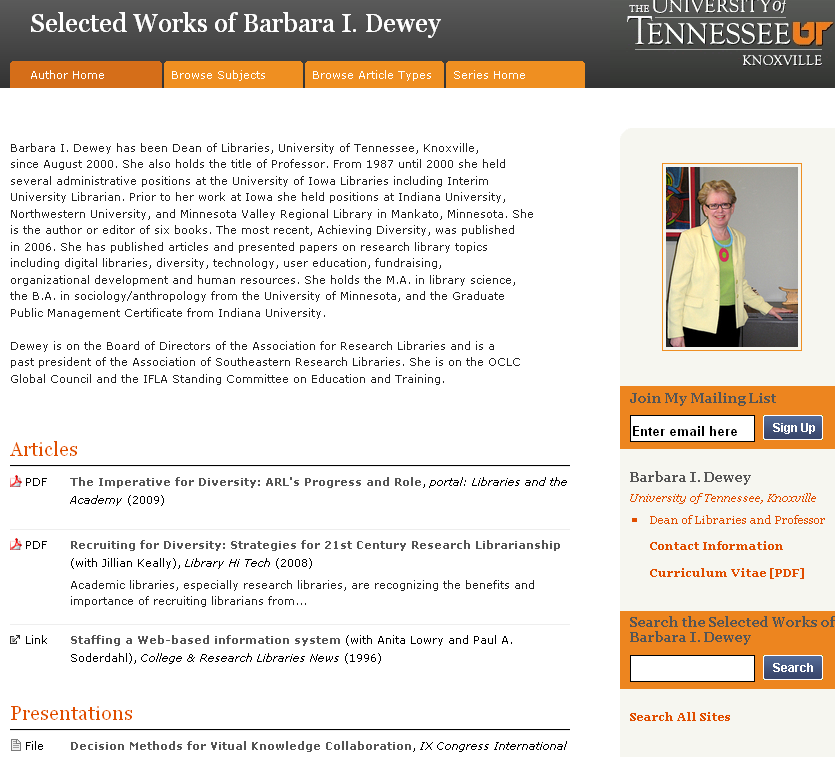 Selected Works of Barbara I. Dewey
THE UNIVERSITY of
TENNESSEE UT
KNOXVILLE
Author Home
Browse Subjects
Browse Article Types
Series Home
Barbara I. Dewey has been Dean of Libraries, University of Tennessee, Knoxville,
since August 2000. She also holds the title of Professor. From 1987 until 2000 she held
several administrative positions at the University of Iowa Libraries including Interim
University Librarian. Prior to her work at Iowa she held positions at Indiana University,
Northwestern University, and Minnesota Valley Regional Library in Mankato, Minnesota. She
is the author or editor of six books. The most recent, Achieving Diversity, was published
in 2006. She has published articles and presented papers on research library topics
including digital libraries, diversity, technology, user education, fundraising,
organizational development and human resources. She holds the M.A. in library science,
the B.A. in sociology/anthropology from the University of Minnesota, and the Graduate
Public Management Certificate from Indiana University.
Dewey is on the Board of Directors of the Association for Research Libraries and is a
past president of the Association of Southeastern Research Libraries. She is on the OCLC
Global Council and the IFLA Standing Committee on Education and Training.
Articles
PDF The Imperative for Diversity: ARL's Progress and Role, portal: Libraries and the
Academy (2009)
PDF Recruiting for Diversity: Strategies for 21st Century Research Librarianship
(with Jillian Keally), Library Hi Tech (2008)
Academic libraries, especially research libraries, are recognizing the benefits and
importance of recruiting librarians from...
Link Staffing a Web-based information system (with Anita Lowry and Paul A.
Soderdahl), College & Research Libraries News (1996)
Presentations
File Decision Methods for Vitual Knowledge Collaboration, IX Congress International
Join My Mailing List
Enter email here
Sign Up
Barbara I. Dewey
University of Tennessee, Knoxville
Dean of Libraries and Professor
Contact Information
Curriculum Vitae [PDF]
Search the Selected Works of
Barbara I. Dewey
Search
Search All Sites